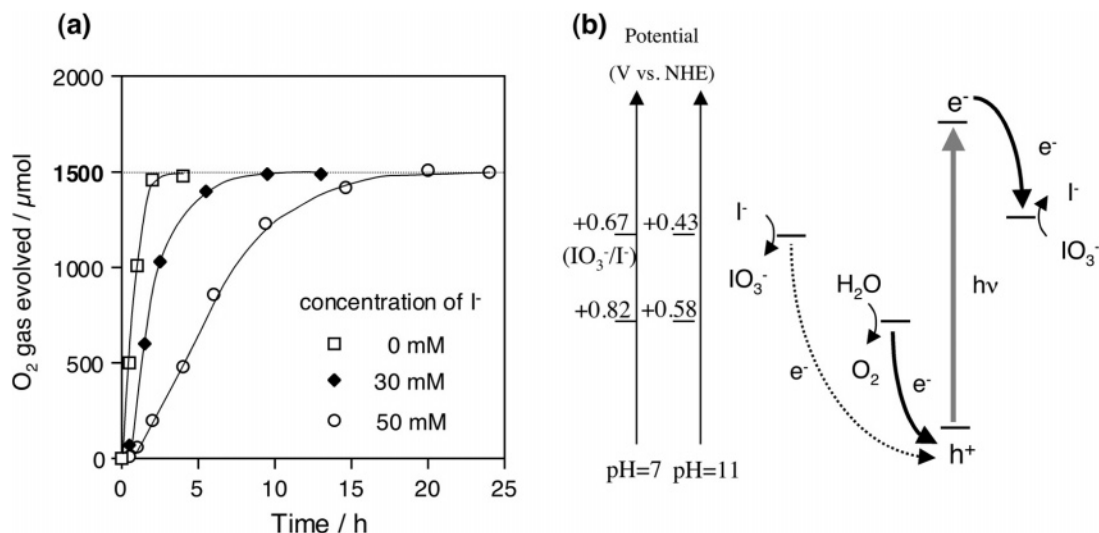 (a)
O₂ gas evolved / μmol
2000
1500
1000
500
0
0
5
10
15
20
25
Time / h
concentration of I⁻
0 mM
30 mM
50 mM
(b)
Potential
(V vs. NHE)
+0.67
+0.43
(IO₃⁻/I⁻)
+0.82
+0.58
pH=7
pH=11
I⁻
IO₃⁻
e⁻
H₂O
O₂
e⁻
e⁻
hν
h⁺
e⁻
I⁻
IO₃⁻